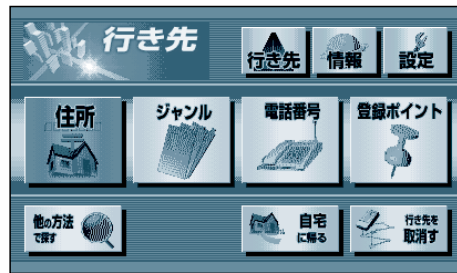 行き先
行き先 情報 設定
住所 ジャンル 電話番号 登録ポイント
他の方法
で探す
自宅
に帰る
行き先を
取消す